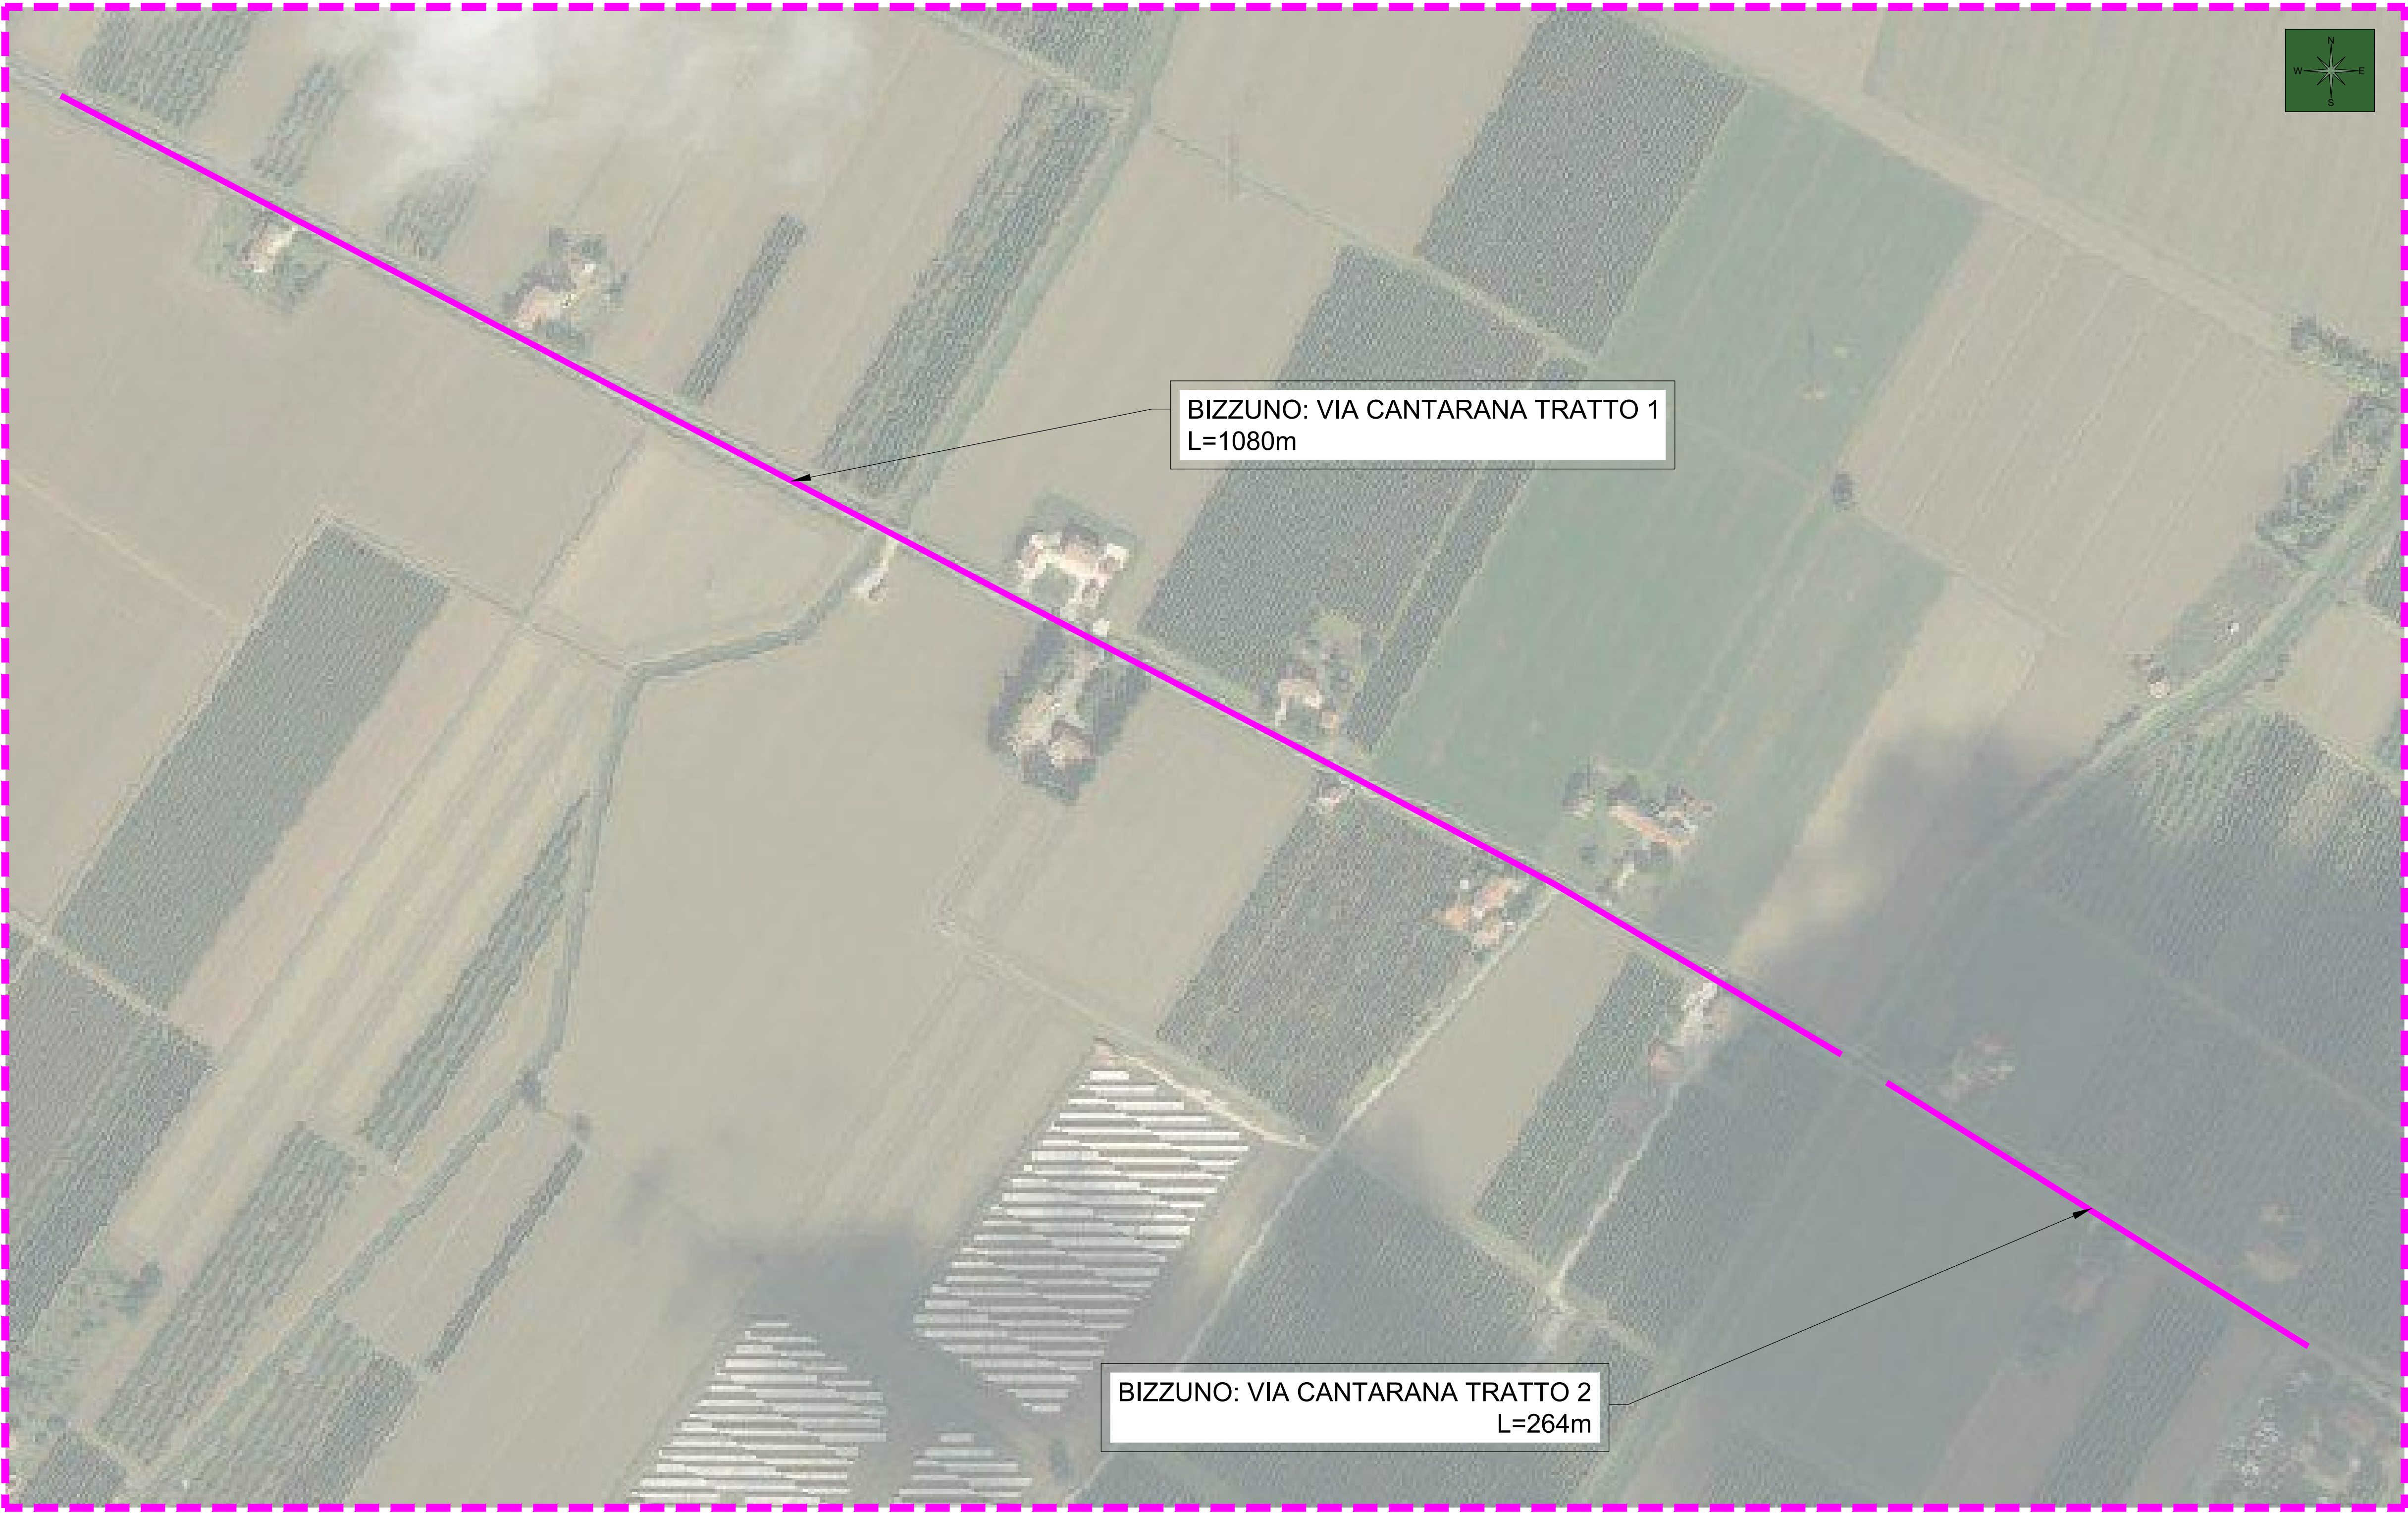 N
W E
S
BIZZUNO: VIA CANTARANA TRATTO 1
L=1080m
BIZZUNO: VIA CANTARANA TRATTO 2
L=264m